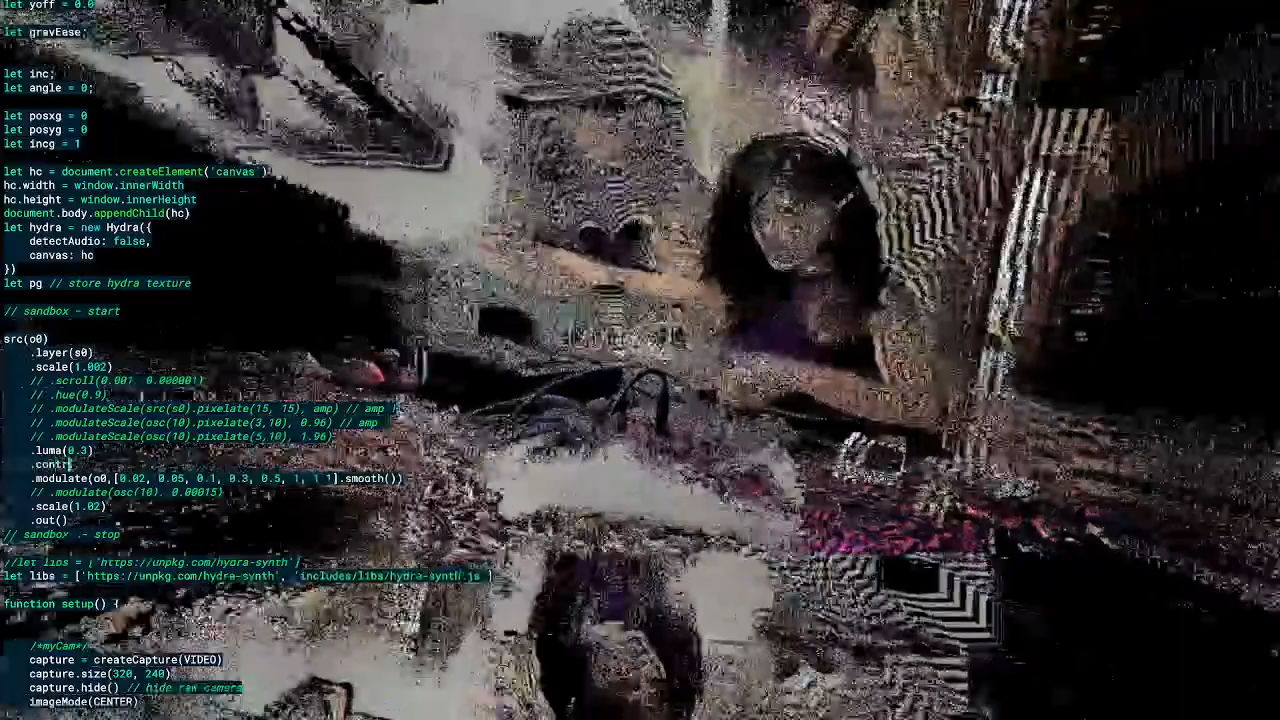 let yoff = 0.0
let gravEase;
let inc;
let angle = 0;
let posxg = 0
let posyg = 0
let incg = 1
let hc = document.createElement('canvas')
hc.width = window.innerWidth
hc.height = window.innerHeight
document.body.appendChild(hc)
let hydra = new Hydra({
detectAudio: false,
canvas: hc
})
let pg // store hydra texture
// sandbox - start
src(o0)
.layer(s0)
.scale(1.002)
// .scroll(0.001, 0.000001)
// .hue(0.9)
// .modulateScale(src(s0).pixelate(15, 15), amp) // amp
// .modulateScale(osc(10).pixelate(3,10), 0.96) // amp
// .modulateScale(osc(10).pixelate(5,10), 1.96)
.luma(0.3)
.contr
.modulate(o0,[0.02, 0.05, 0.1, 0.3, 0.5, 1, 1 1].smooth())
// .modulate(osc(10), 0.00015)
.scale(1.02)
.out()
// sandbox - stop
//let libs = ['https://unpkg.com/hydra-synth']
let libs = ['https://unpkg.com/hydra-synth', 'includes/libs/hydra-synth.js']
function setup() {
/*myCam*/
capture = createCapture(VIDEO)
capture.size(320, 240)
capture.hide() // hide raw camera
imageMode(CENTER)